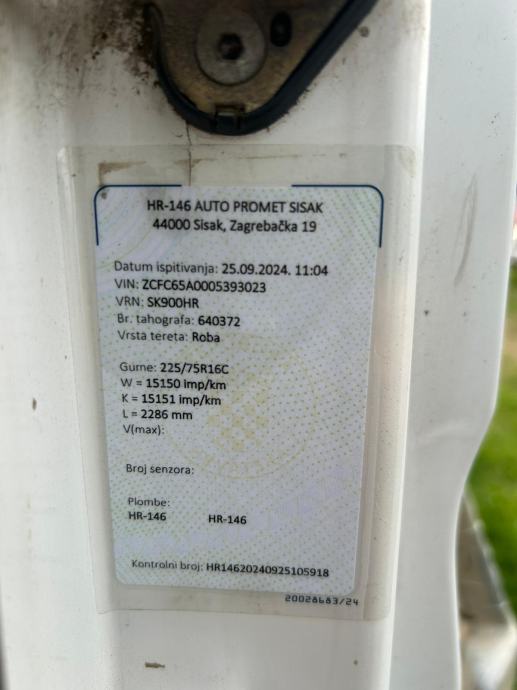 HR-146 AUTO PROMET SISAK
44000 Sisak, Zagrebačka 19
Datum ispitivanja: 25.09.2024. 11:04
VIN: ZCFC65A0005393023
VRN: SK900HR
Br. tahografa: 640372
Vrsta tereta: Roba
Gume: 225/75R16C
W = 15150 imp/km
K = 15151 imp/km
L = 2286 mm
V(max):
Broj senzora:
Plombe:
HR-146 HR-146
Kontrolni broj: HR14620240925105918
20028683/24